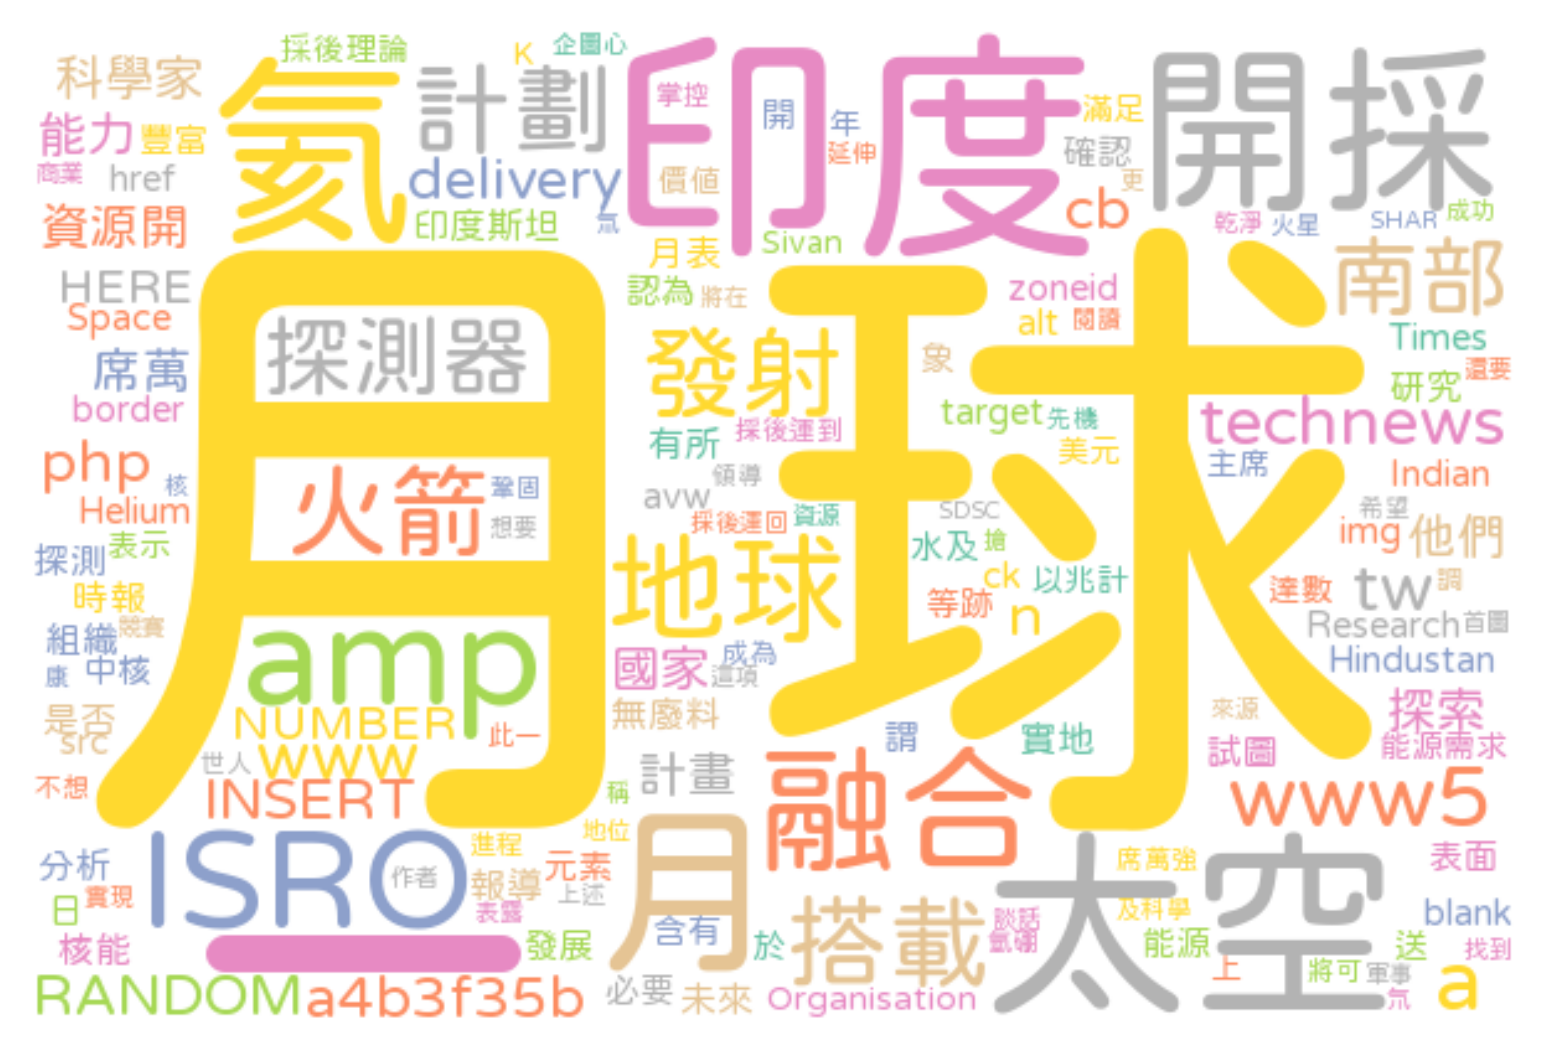 科學家
採後理論
K
企圖心
氦
計劃
印度
開採
掌控
開
年
滿足
能力
豐富
延伸
確認
商業
href
delivery
價值
更
資源開
印度斯坦
氚
cb
乾淨
火星
SHAR
成功
月表
Sivan
南部
HERE
認為
將在
zoneid
Space
月球
探測器
alt
閱讀
Times
席萬
發射
象
還要
研究
border
target
先機
technews
有所
採後運到
美元
主席
php
核
火箭
鞏固
領導
Indian
avw
Helium
想要
採後運回
資源
SDSC
希望
img
他們
探測
表示
地球
水及
搶
時報
ck
以兆計
等跡
達數
tw
調
n
組織
競賽
amp
Research
首圖
康
中核
國家
成為
這項
Hindustan
是否
src
NUMBER
無廢料
來源
探索
此一
謂
實地
試圖
能源需求
世人
www
計畫
不想
INSERT
稱
融合
www5
ISRO
進程
地位
月
太空
席萬強
表面
分析
作者
報導
元素
上述
日
實現
表露
含有
搭載
談話
及科學
blank
核能
發展
於
氫硼
能源
送
找到
上
將可
軍事
RANDOM
a4b3f35b
必要
未來
Organisation
氘
a